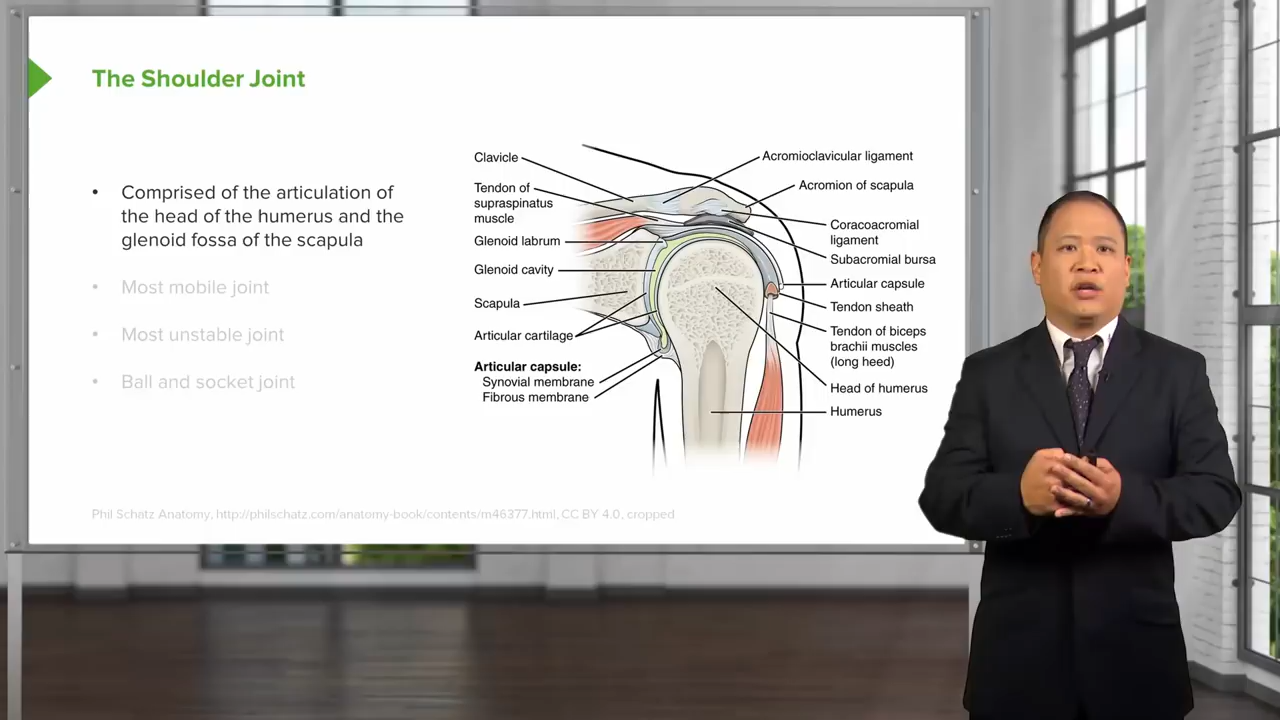 The Shoulder Joint
• Comprised of the articulation of
the head of the humerus and the
glenoid fossa of the scapula
• Most mobile joint
• Most unstable joint
• Ball and socket joint
Clavicle
Tendon of
supraspinatus
muscle
Glenoid labrum
Glenoid cavity
Scapula
Articular cartilage
Articular capsule:
Synovial membrane
Fibrous membrane
Acromioclavicular ligament
Acromion of scapula
Coracoacromial
ligament
Subacromial bursa
Articular capsule
Tendon sheath
Tendon of biceps
brachii muscles
(long heed)
Head of humerus
Humerus
Phil Schatz Anatomy, http://philschatz.com/anatomy-book/contents/m46377.html, CC BY 4.0, cropped